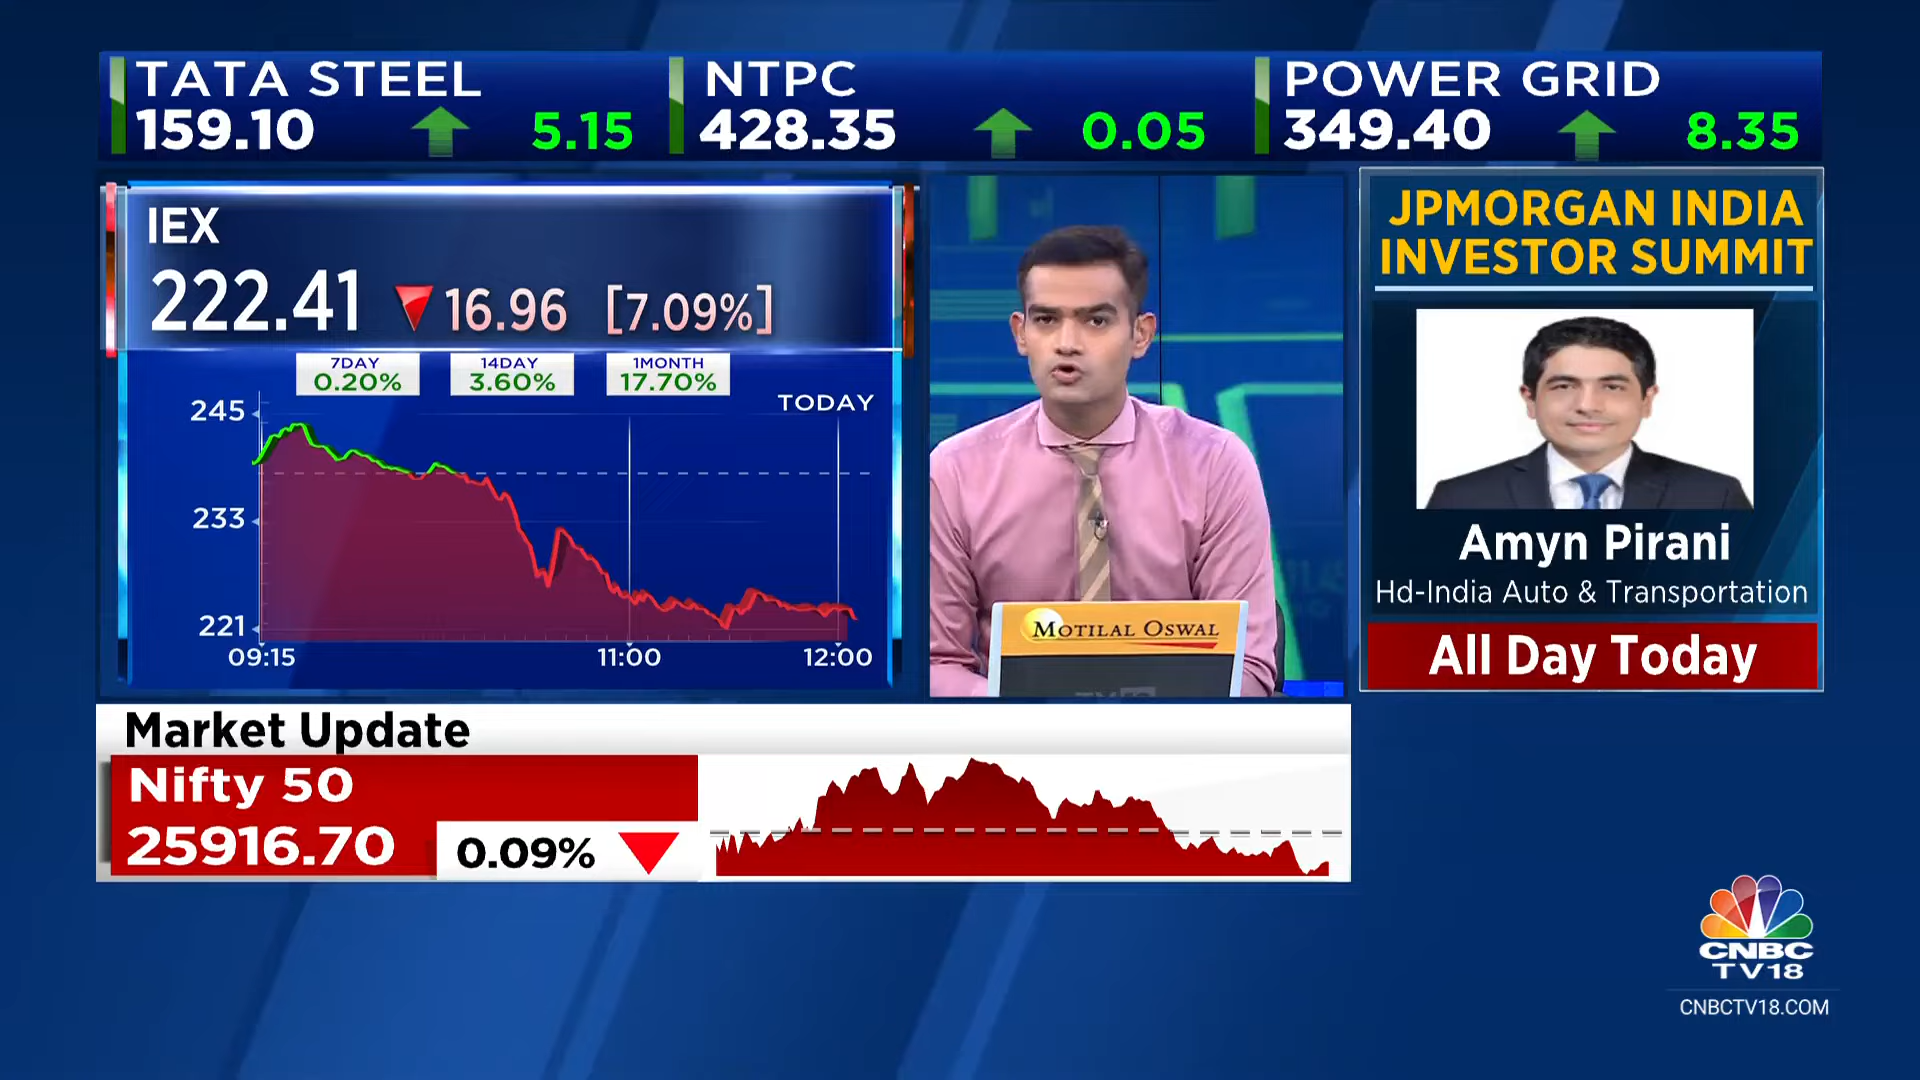 TATA STEEL
159.10 5.15
NTPC
428.35 0.05
POWER GRID
349.40 8.35
IEX
222.41 16.96 [7.09%]
7DAY
0.20%
14DAY
3.60%
1MONTH
17.70%
TODAY
245
233
221
09:15 11:00 12:00
MOTILAL OSWAL
TV18
JPMORGAN INDIA
INVESTOR SUMMIT
Amyn Pirani
Hd-India Auto & Transportation
All Day Today
Market Update
Nifty 50
25916.70 0.09%
CNBC
TV18
CNBCTV18.COM